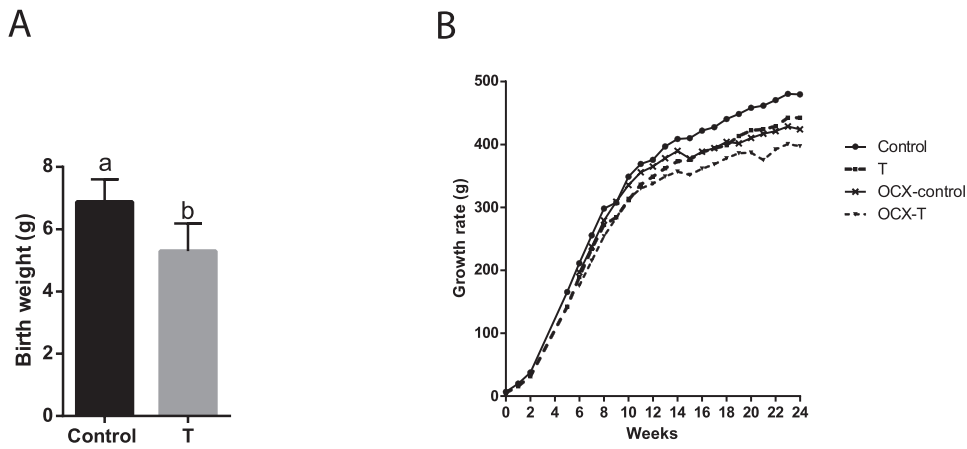 A
Birth weight (g)
8
6
4
2
0
a
b
Control
T
B
Growth rate (g)
500
400
300
200
100
0
0 2 4 6 8 10 12 14 16 18 20 22 24
Weeks
Control
T
OCX-control
OCX-T